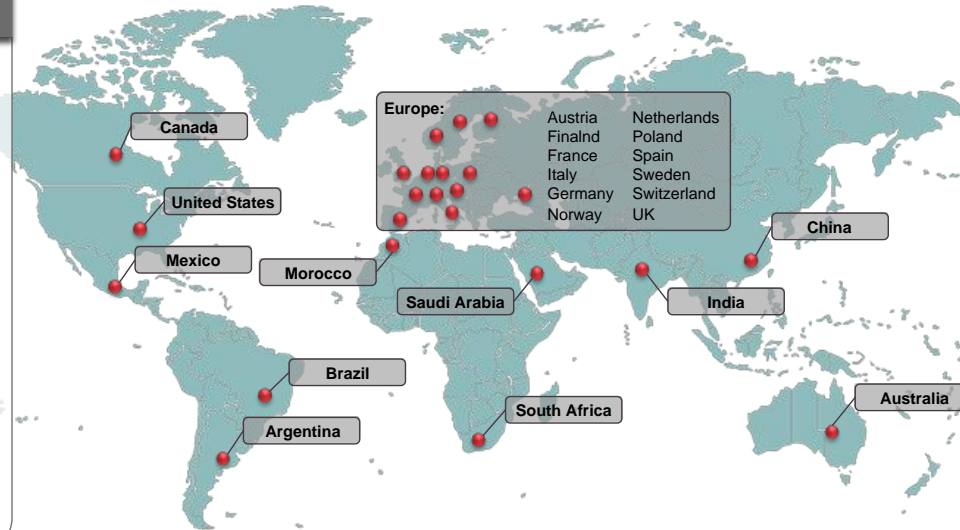 Canada
United States
Mexico
Europe:
Austria Netherlands
Finalnd Poland
France Spain
Italy Sweden
Germany Switzerland
Norway UK
China
Morocco
Saudi Arabia
India
Brazil
Argentina
South Africa
Australia